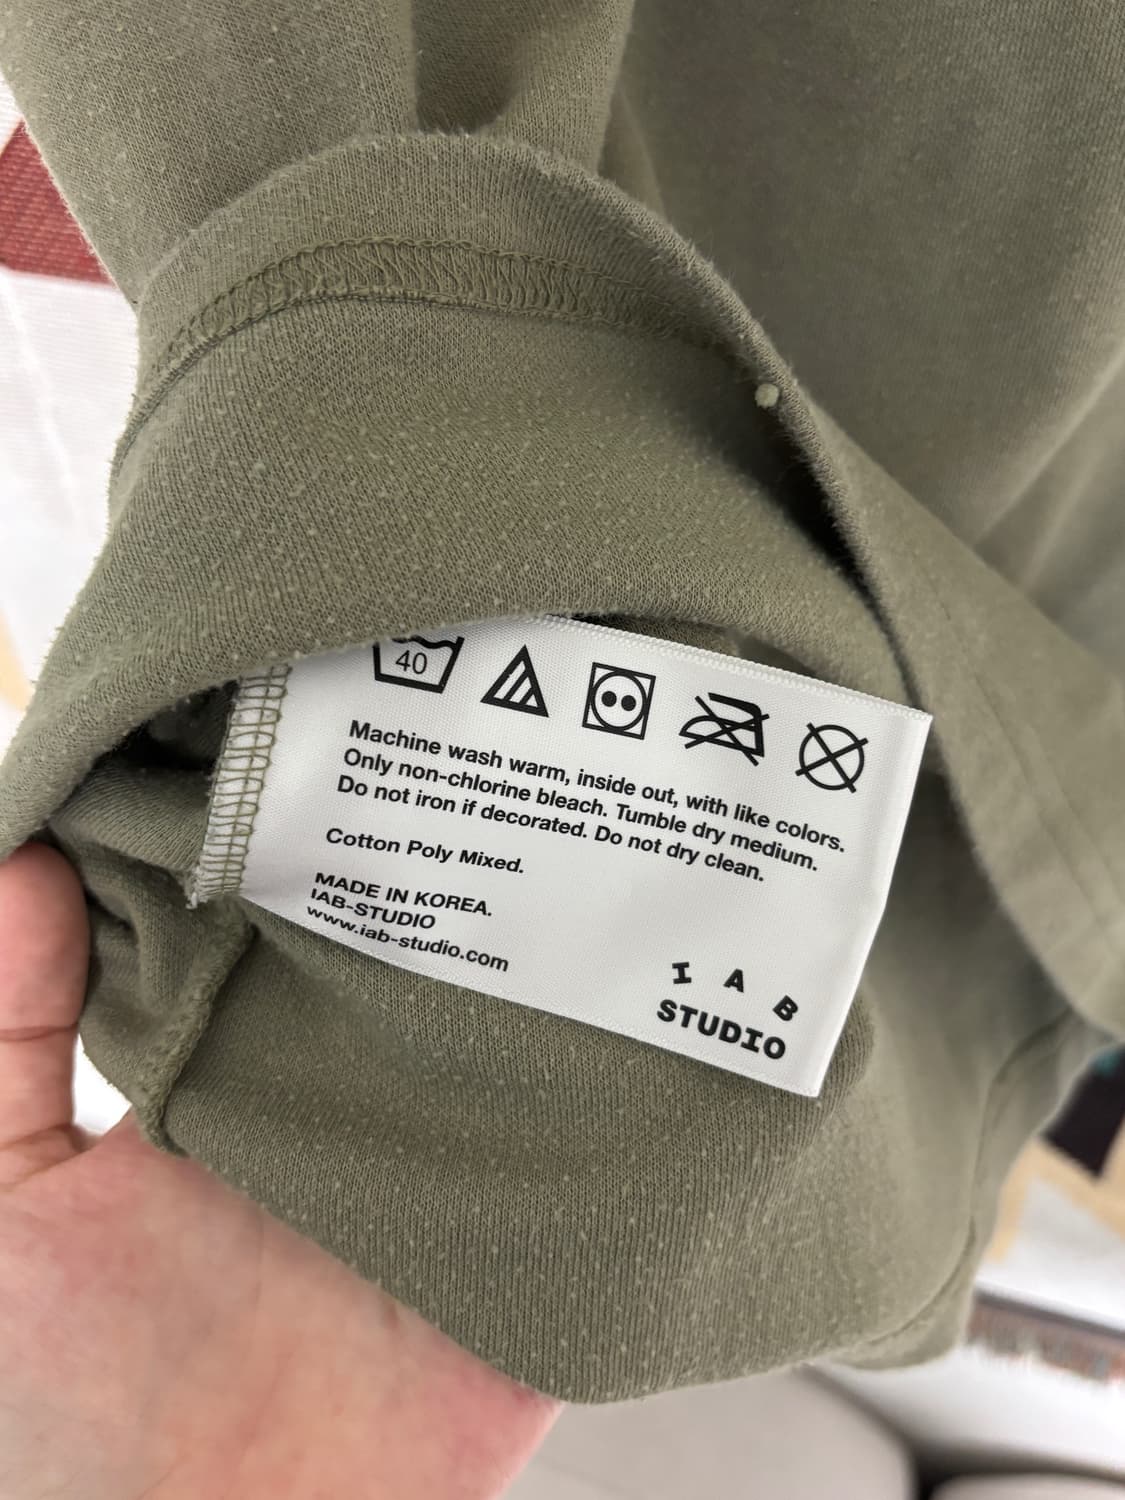 40
Machine wash warm, inside out, with like colors.
Only non-chlorine bleach. Tumble dry medium.
Do not iron if decorated. Do not dry clean.
Cotton Poly Mixed.
MADE IN KOREA.
IAB-STUDIO
www.iab-studio.com
I A B
STUDIO